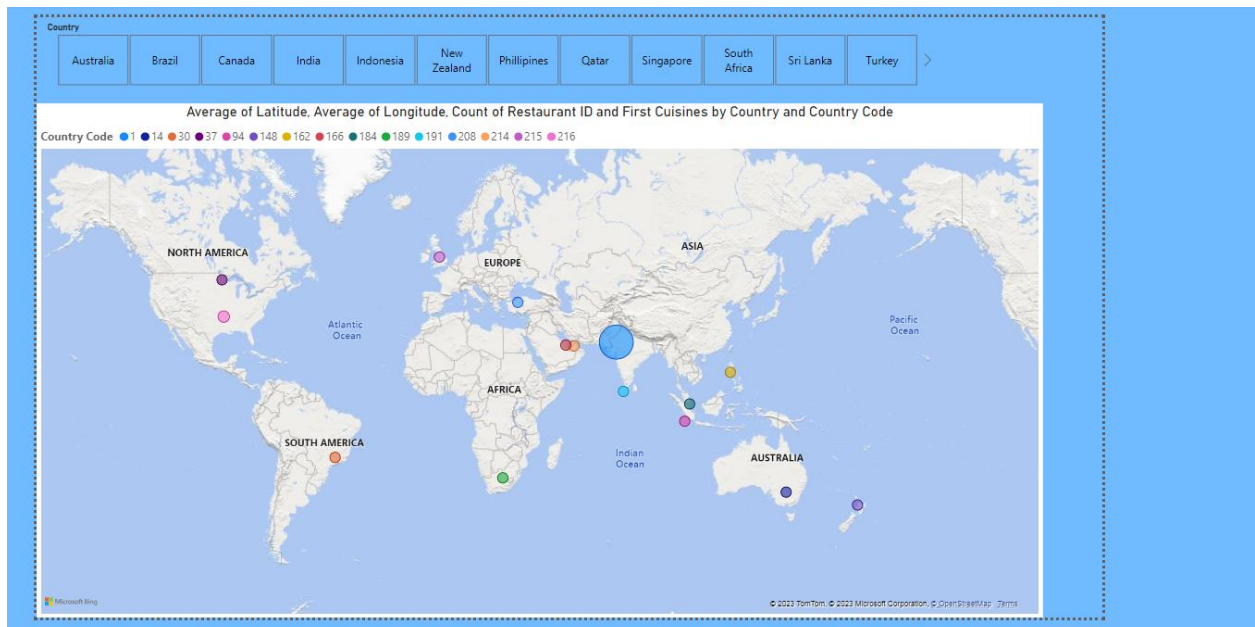 Country
Australia
Brazil
Canada
India
Indonesia
New
Zealand
Phillipines
Qatar
Singapore
South
Africa
Sri Lanka
Turkey
Average of Latitude, Average of Longitude, Count of Restaurant ID and First Cuisines by Country and Country Code
Country Code 1 14 30 37 94 148 162 166 184 189 191 208 214 215 216
NORTH AMERICA
EUROPE
ASIA
Atlantic
Ocean
Pacific
Ocean
AFRICA
SOUTH AMERICA
Indian
Ocean
AUSTRALIA
Microsoft Bing
© 2023 TomTom, © 2023 Microsoft Corporation, © OpenStreetMap Terms